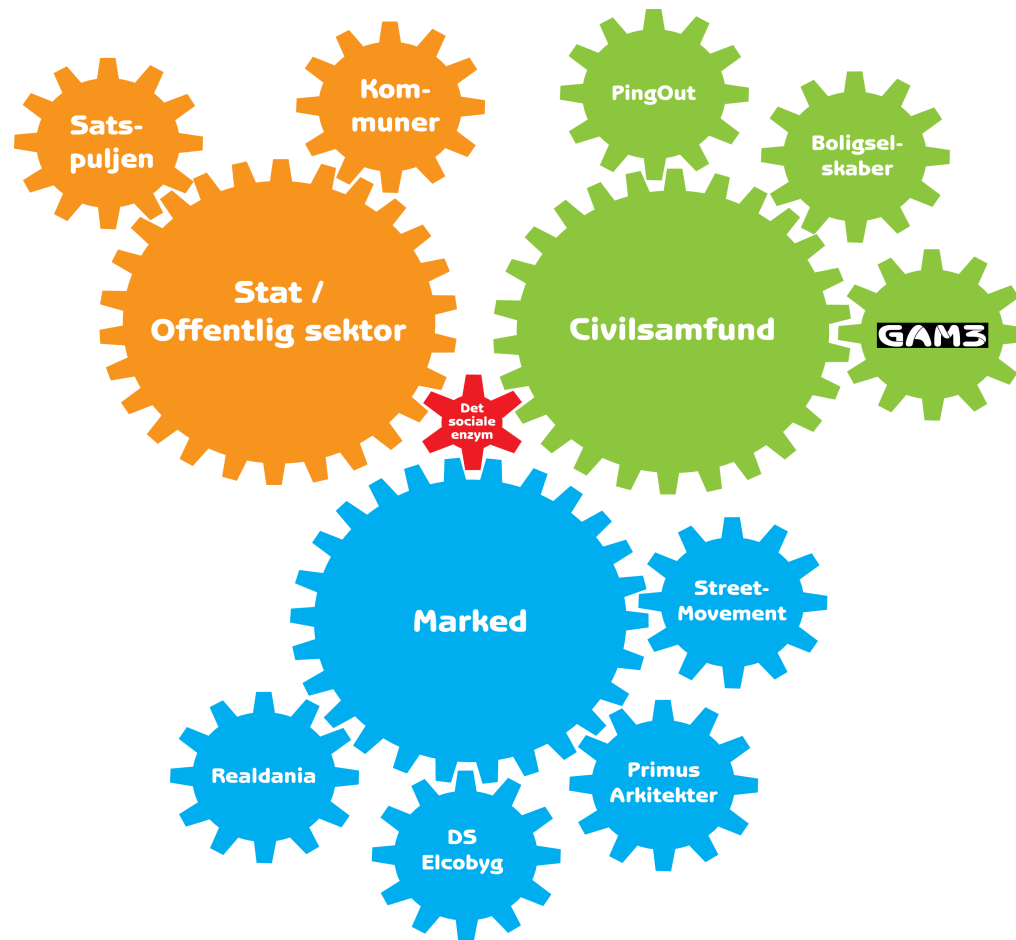 Kom-
muner
Sats-
puljen
Stat /
Offentlig sektor
PingOut
Boligsel-
skaber
Civilsamfund
GAM3
Det
sociale
enzym
Marked
Street-
Movement
Realdania
Primus
Arkitekter
DS
Elcobyg